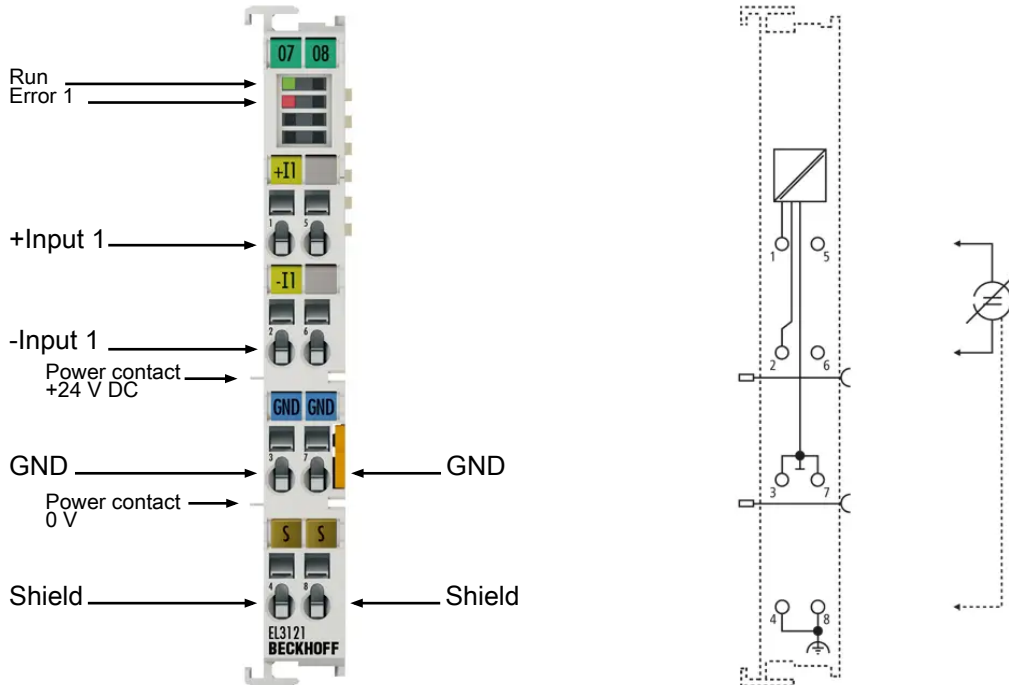 07 08
Run
Error 1
+I1
1 5
+Input 1
1 5
-I1
2 6
-Input 1
2 6
Power contact
+24 V DC
GND GND
3 7
GND
GND
3 7
Power contact
0 V
S S
4 8
Shield
Shield
4 8
EL3121
BECKHOFF